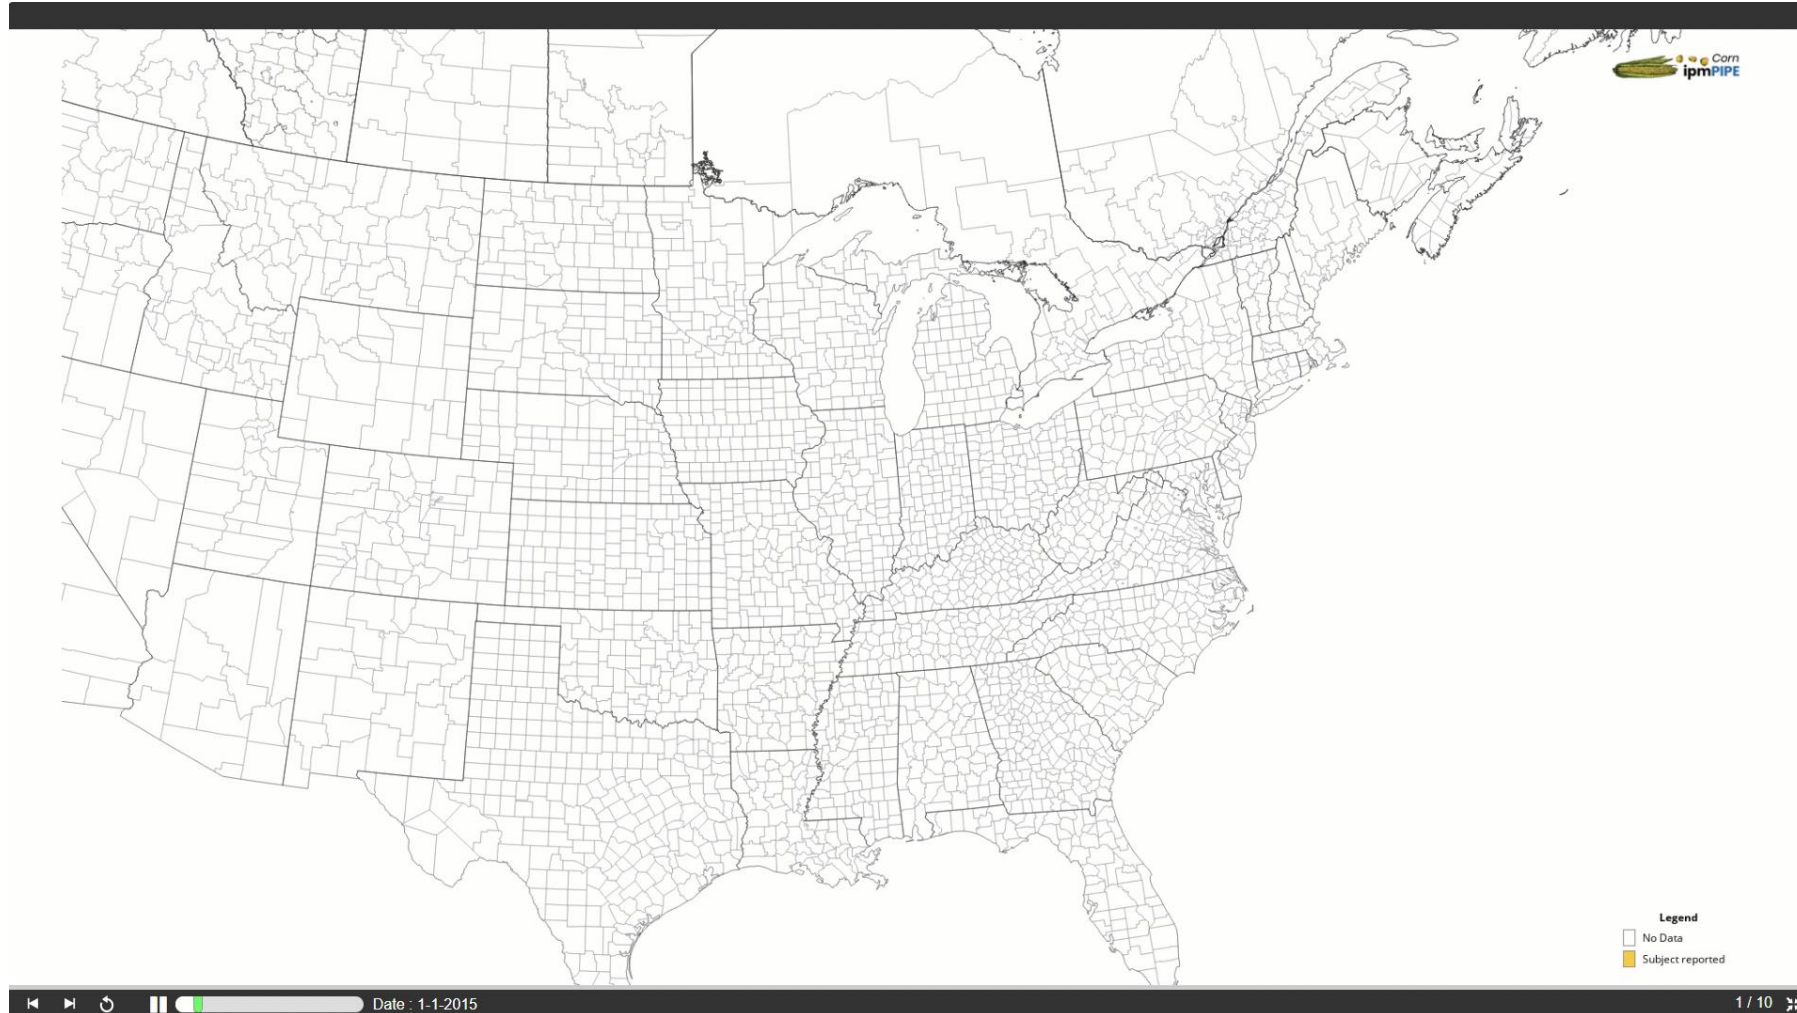 Corn
ipmPIPE
Legend
No Data
Subject reported
Date : 1-1-2015
1 / 10